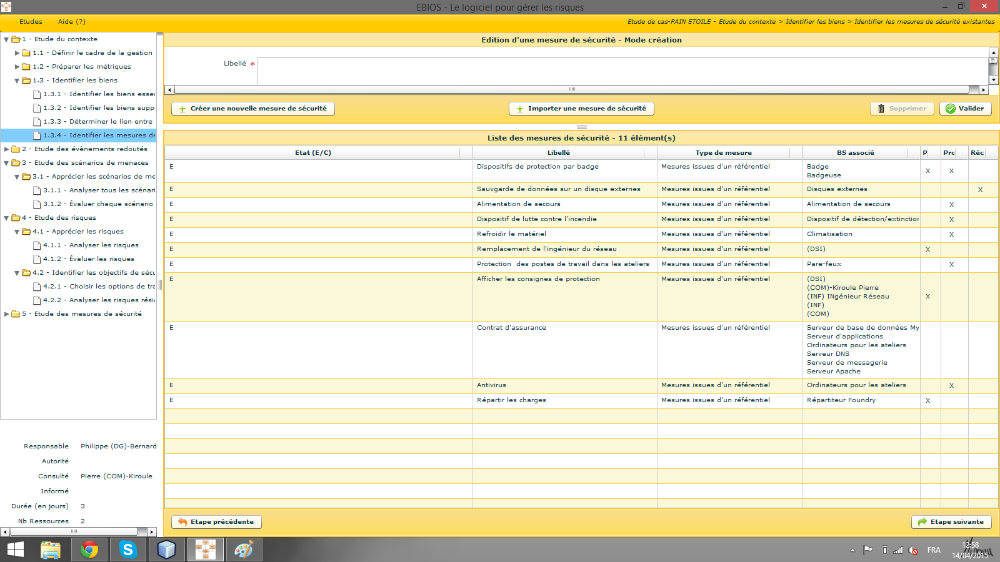 EBIOS - Le logiciel pour gérer les risques
Etudes Aide (?)
Etude de cas-PAIN ETOILE - Etude du contexte > Identifier les biens > Identifier les mesures de sécurité existantes
1 - Etude du contexte
1.1 - Définir le cadre de la gestion
1.2 - Préparer les métriques
1.3 - Identifier les biens
1.3.1 - Identifier les biens esser
1.3.2 - Identifier les biens supp
1.3.3 - Déterminer le lien entre
1.3.4 - Identifier les mesures de
2 - Etude des évènements redoutés
3 - Etude des scénarios de menaces
3.1 - Apprécier les scénarios de me
3.1.1 - Analyser tous les scénari
3.1.2 - Évaluer chaque scénario
4 - Etude des risques
4.1 - Apprécier les risques
4.1.1 - Analyser les risques
4.1.2 - Évaluer les risques
4.2 - Identifier les objectifs de sécu
4.2.1 - Choisir les options de tra
4.2.2 - Analyser les risques rési
5 - Etude des mesures de sécurité
Responsable Philippe (DG)-Bernard
Autorité
Consulté Pierre (COM)-Kiroule
Informé
Durée (en jours) 3
Nb Ressources 2
Edition d'une mesure de sécurité - Mode création
Libellé *
Créer une nouvelle mesure de sécurité Importer une mesure de sécurité Supprimer Valider
Liste des mesures de sécurité - 11 élément(s)
Etat (E/C) Libellé Type de mesure BS associé P Pro Réc
E Dispositifs de protection par badge Mesures issues d'un référentiel Badge
Badgeuse X X
E Sauvgarde de données sur un disque externes Mesures issues d'un référentiel Disques externes X
E Alimentation de secours Mesures issues d'un référentiel Alimentation de secours X
E Dispositif de lutte contre l'incendie Mesures issues d'un référentiel Dispositif de détection/extinction X
E Refroidir le matériel Mesures issues d'un référentiel Climatisation X
E Remplacement de l'ingénieur du réseau Mesures issues d'un référentiel (DSI) X
E Protection des postes de travail dans les ateliers Mesures issues d'un référentiel Pare-feux X
E Afficher les consignes de protection Mesures issues d'un référentiel (DSI)
(COM)-Kiroule Pierre
(INF) INgénieur Réseau X
(INF)
(COM)
E Contrat d'assurance Mesures issues d'un référentiel Serveur de base de données My
Serveur d'applications
Ordinateurs pour les ateliers
Serveur DNS
Serveur de messagerie
Serveur Apache
E Antivirus Mesures issues d'un référentiel Ordinateurs pour les ateliers X
E Répartir les charges Mesures issues d'un référentiel Répartiteur Foundry X
Etape précédente Etape suivante
FRA 12:58
14/04/2015